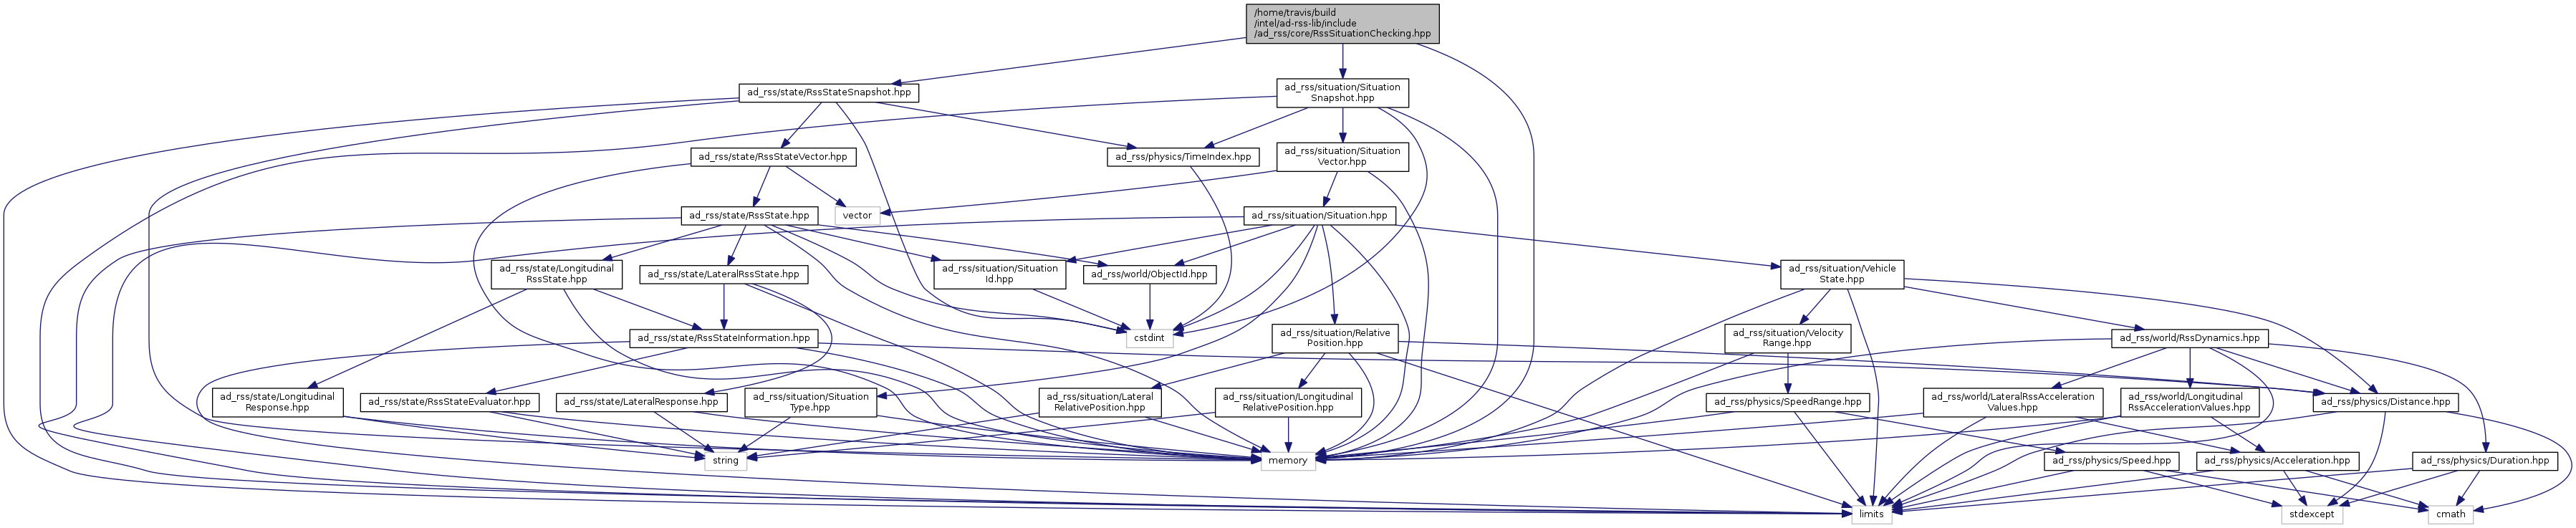 /home/travis/build
/intel/ad-rss-lib/include
/ad_rss/core/RssSituationChecking.hpp
ad_rss/state/RssStateSnapshot.hpp
ad_rss/situation/Situation
Snapshot.hpp
ad_rss/state/RssStateVector.hpp
ad_rss/physics/TimeIndex.hpp
ad_rss/situation/Situation
Vector.hpp
ad_rss/state/RssState.hpp
vector
ad_rss/situation/Situation.hpp
ad_rss/state/Longitudinal
RssState.hpp
ad_rss/state/LateralRssState.hpp
ad_rss/situation/Situation
Id.hpp
ad_rss/world/ObjectId.hpp
ad_rss/situation/Vehicle
State.hpp
ad_rss/state/RssStateInformation.hpp
cstdint
ad_rss/situation/Relative
Position.hpp
ad_rss/situation/Velocity
Range.hpp
ad_rss/world/RssDynamics.hpp
ad_rss/state/Longitudinal
Response.hpp
ad_rss/state/RssStateEvaluator.hpp
ad_rss/state/LateralResponse.hpp
ad_rss/situation/Situation
Type.hpp
ad_rss/situation/Lateral
RelativePosition.hpp
ad_rss/situation/Longitudinal
RelativePosition.hpp
ad_rss/physics/SpeedRange.hpp
ad_rss/world/LateralRssAcceleration
Values.hpp
ad_rss/world/Longitudinal
RssAccelerationValues.hpp
ad_rss/physics/Distance.hpp
string
memory
ad_rss/physics/Speed.hpp
ad_rss/physics/Acceleration.hpp
ad_rss/physics/Duration.hpp
limits
stdexcept
cmath